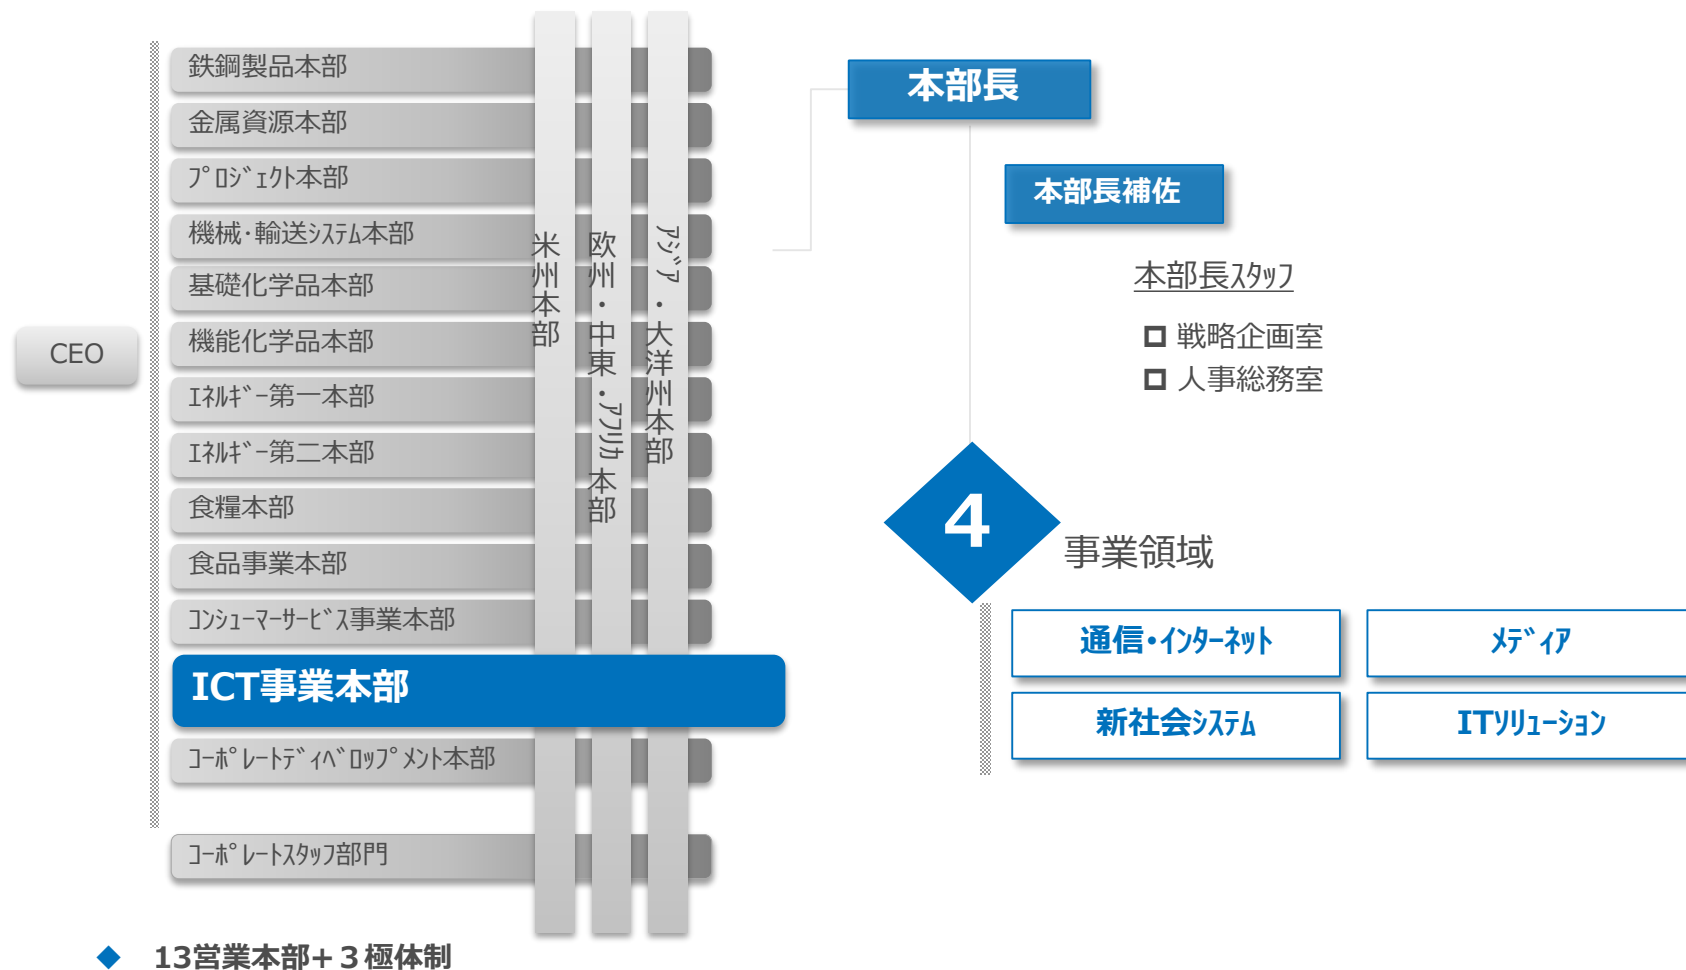 CEO
鉄鋼製品本部
金属資源本部
ﾌﾟﾛｼﾞｪｸﾄ本部
機械･輸送ｼｽﾃﾑ本部
基礎化学品本部
機能化学品本部
ｴﾈﾙｷﾞｰ第一本部
ｴﾈﾙｷﾞｰ第二本部
食糧本部
食品事業本部
ｺﾝｼｭｰﾏｰｻｰﾋﾞｽ事業本部
ICT事業本部
ｺｰﾎﾟﾚｰﾄﾃﾞｨﾍﾞﾛｯﾌﾟﾒﾝﾄ本部
ｺｰﾎﾟﾚｰﾄｽﾀｯﾌ部門
米州本部
欧州・中東・ｱﾌﾘｶ本部
ｱｼﾞｱ・大洋州本部
本部長
本部長補佐
本部長ｽﾀｯﾌ
戦略企画室
人事総務室
4
事業領域
通信･ｲﾝﾀｰﾈｯﾄ
ﾒﾃﾞｨｱ
新社会ｼｽﾃﾑ
ITｿﾘｭｰｼｮﾝ
◆ 13営業本部+３極体制